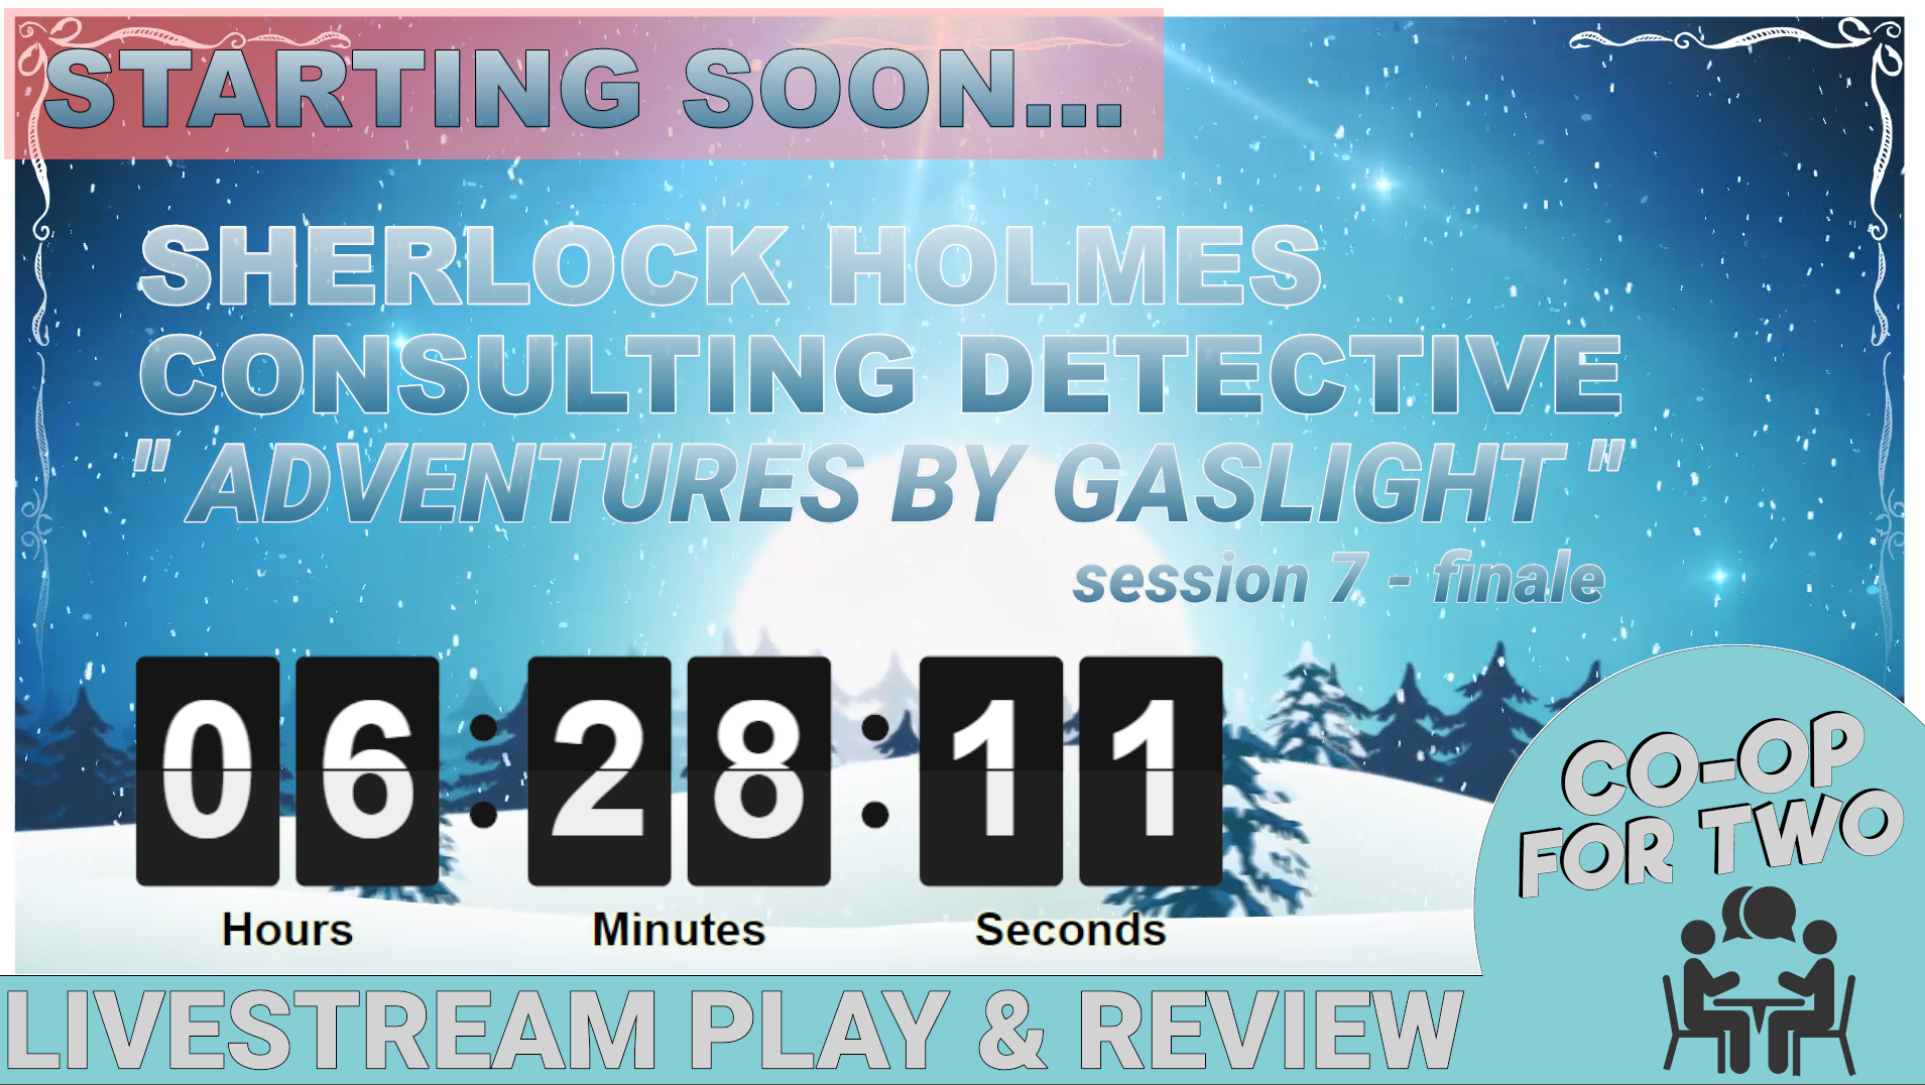 STARTING SOON...
SHERLOCK HOLMES
CONSULTING DETECTIVE
" ADVENTURES BY GASLIGHT "
session 7 - finale
06 : 28 : 11
Hours Minutes Seconds
CO-OP
FOR TWO
LIVESTREAM PLAY & REVIEW